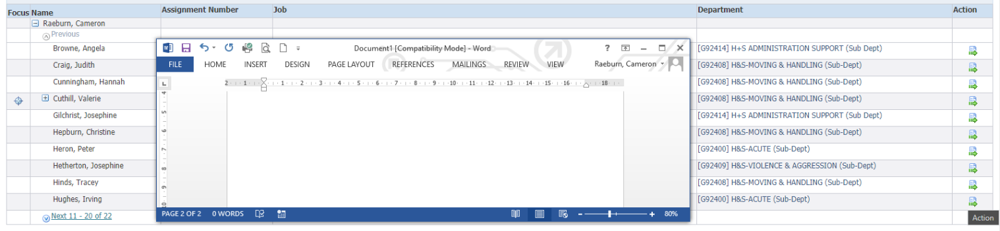 Focus Name Assignment Number Job Department Action
Raeburn, Cameron
Previous
Browne, Angela [G92414] H+S ADMINISTRATION SUPPORT (Sub Dept)
Craig, Judith [G92408] H&S-MOVING & HANDLING (Sub-Dept)
Cunningham, Hannah [G92408] H&S-MOVING & HANDLING (Sub-Dept)
Cuthill, Valerie [G92408] H&S-MOVING & HANDLING (Sub-Dept)
Gilchrist, Josephine [G92414] H+S ADMINISTRATION SUPPORT (Sub Dept)
Hepburn, Christine [G92408] H&S-MOVING & HANDLING (Sub-Dept)
Heron, Peter [G92400] H&S-ACUTE (Sub-Dept)
Hetherton, Josephine [G92409] H&S-VIOLENCE & AGGRESSION (Sub-Dept)
Hinds, Tracey [G92408] H&S-MOVING & HANDLING (Sub-Dept)
Hughes, Irving [G92400] H&S-ACUTE (Sub-Dept)
Next 11 - 20 of 22
Action
Document1 [Compatibility Mode] - Word
FILE HOME INSERT DESIGN PAGE LAYOUT REFERENCES MAILINGS REVIEW VIEW Raeburn, Cameron
2 1 1 2 3 4 5 6 7 8 9 10 11 12 13 14 15 16 18
4
5
6
7
8
9
10
PAGE 2 OF 2 0 WORDS 80%